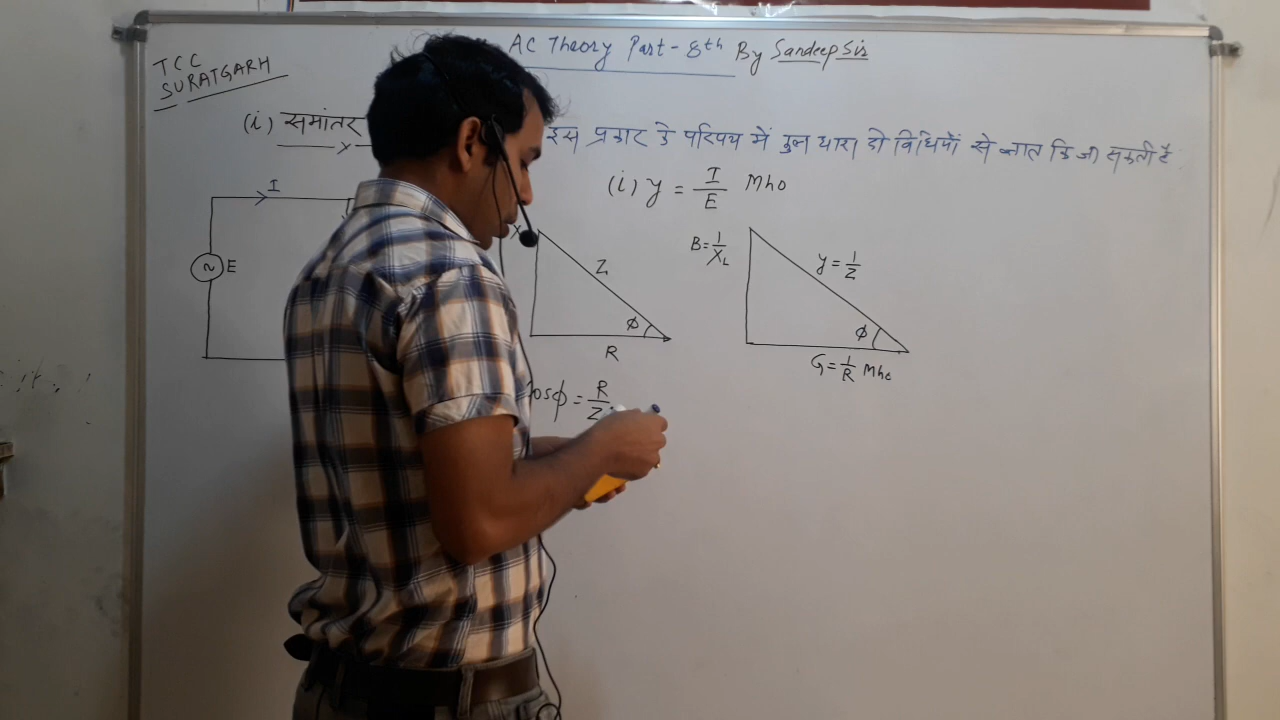 AC Theory Part - 8th By Sandeep Sir
TCC
SURATGARH
(i) समांतर
इस प्रकार के परिपथ में कुल धारा दो विधियों से ज्ञात कि जा सकती है
(i) y = I/E Mho
I
E
X
Z
φ
R
B = 1/XL
y = 1/Z
φ
G = 1/R Mho
cosφ = R/Z